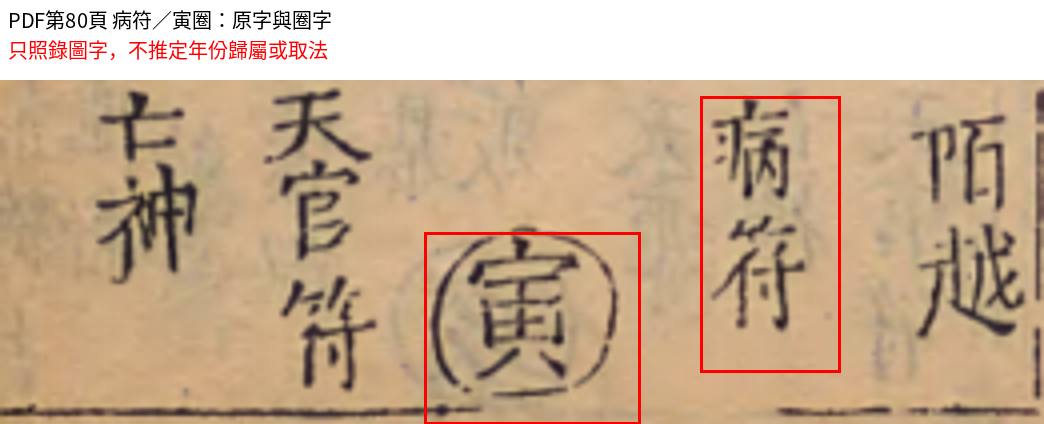 PDF第80頁 病符／寅圈：原字與圈字
只照錄圖字，不推定年份歸屬或取法
陌越
病符
寅
天官符
亡神